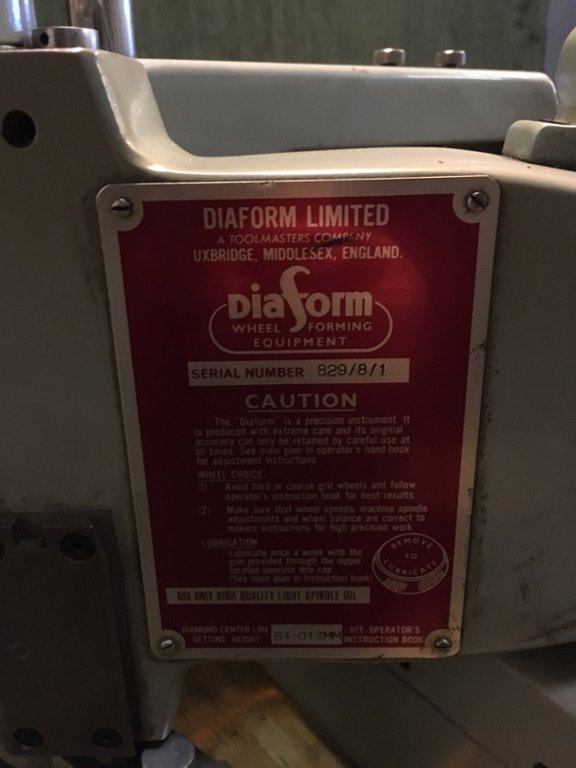 DIAFORM LIMITED
A TOOLMASTERS COMPANY
UXBRIDGE, MIDDLESEX, ENGLAND.
Diaform
WHEEL FORMING
EQUIPMENT
SERIAL NUMBER 829/8/1
CAUTION
The "Diaform" is a precision instrument. It
is produced with extreme care and its original
accuracy can only be retained by careful use at
all times. See main plan in operator's hand-book
for adjustment instructions.
WHEEL CHOICE
(1) Avoid hard or coarse grit wheels and follow
operator's instruction book for best results.
(2) Make sure that wheel speeds, machine spindle
adjustments and wheel balance are correct to
makers instructions for high precision work.
LUBRICATION
Lubricate once a week with the
gun provided through the nipple
located beneath this cap.
(See main plan in instruction book)
REMOVE
TO
LUBRICATE
USE ONLY HIGH QUALITY LIGHT SPINDLE OIL
DIAMOND CENTER LINE
SETTING HEIGHT 54·013MM SEE OPERATOR'S
INSTRUCTION BOOK